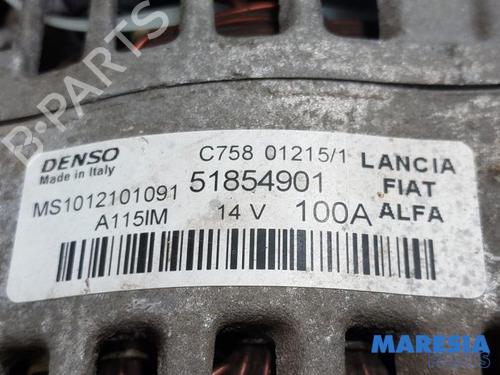 B-PARTS
DENSO C758 01215/1 LANCIA
Made in Italy 51854901 FIAT
MS1012101091 14 V 100A ALFA
A115IM
MARESIA